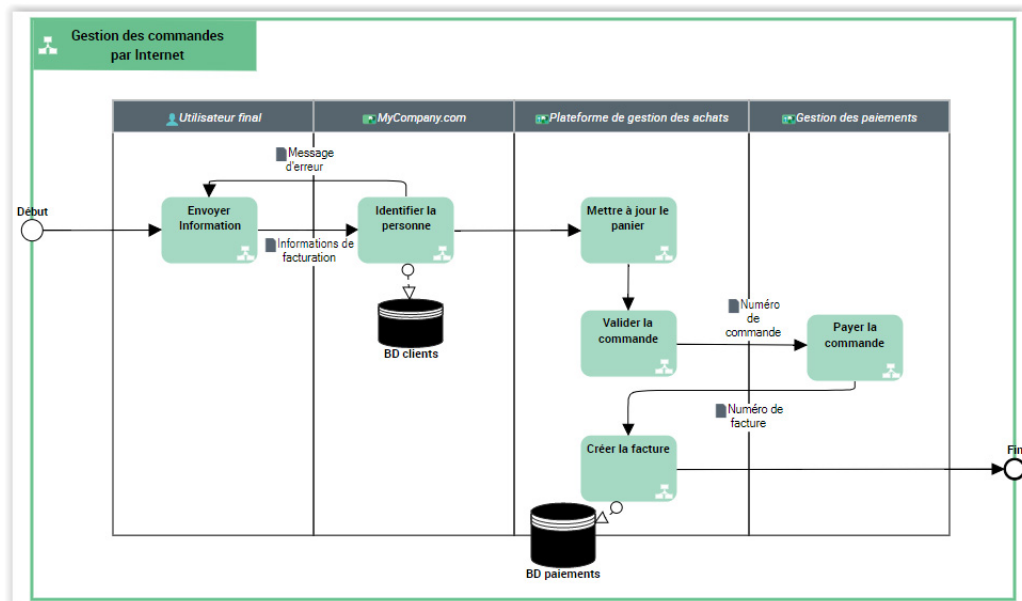 Gestion des commandes
par Internet
Utilisateur final
MyCompany.com
Plateforme de gestion des achats
Gestion des paiements
Message
d'erreur
Début
Envoyer
Information
Identifier la
personne
Mettre à jour le
panier
Informations de
facturation
BD clients
Valider la
commande
Numéro
de
commande
Payer la
commande
Numéro de
facture
Créer la facture
Fin
BD paiements